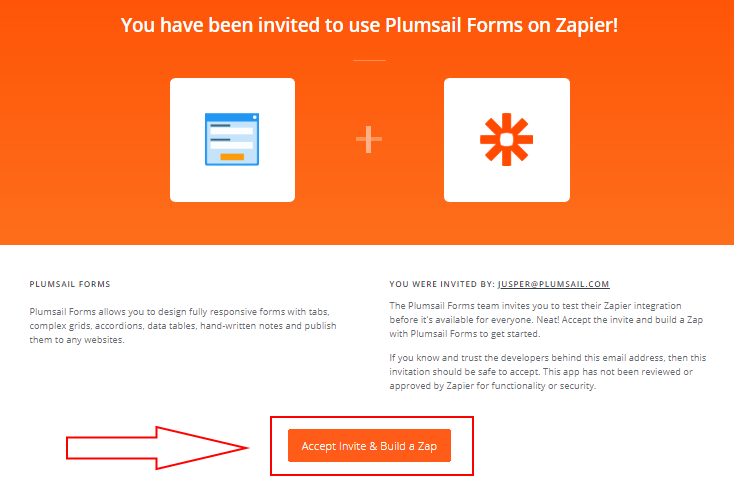 You have been invited to use Plumsail Forms on Zapier!
PLUMSAIL FORMS
Plumsail Forms allows you to design fully responsive forms with tabs,
complex grids, accordions, data tables, hand-written notes and publish
them to any websites.
YOU WERE INVITED BY: JUSPER@PLUMSAIL.COM
The Plumsail Forms team invites you to test their Zapier integration
before it's available for everyone. Neat! Accept the invite and build a Zap
with Plumsail Forms to get started.
If you know and trust the developers behind this email address, then this
invitation should be safe to accept. This app has not been reviewed or
approved by Zapier for functionality or security.
Accept Invite & Build a Zap